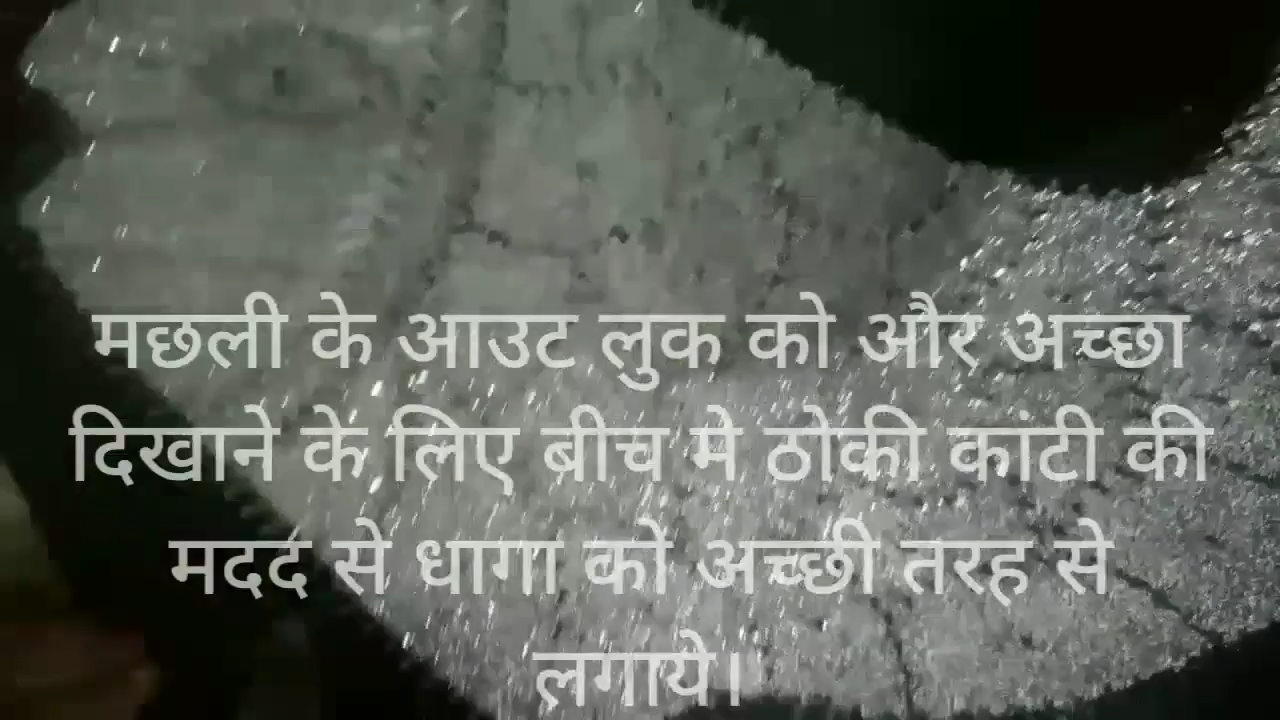 मछली के आउट लुक को और अच्छा
दिखाने के लिए बीच मे ठोकी कांटी की
मदद से धागा को अच्छी तरह से
लगाये।